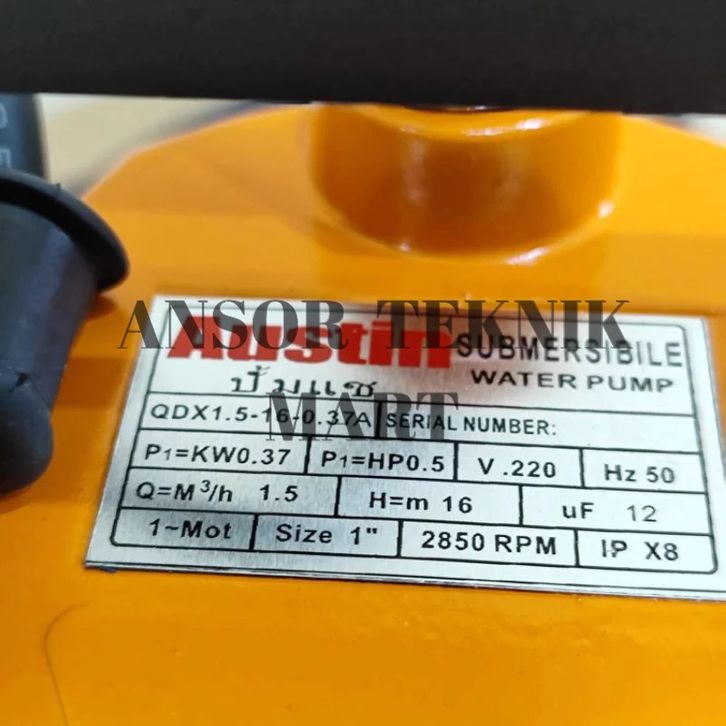 ANSOR TEKNIK
MART
Austin SUBMERSIBILE
WATER PUMP
ปั้มแช่
QDX1.5-16-0.37A SERIAL NUMBER:
P1=KW0.37 P1=HP0.5 V .220 Hz 50
Q=M³/h 1.5 H=m 16 uF 12
1~Mot Size 1" 2850 RPM IP X8